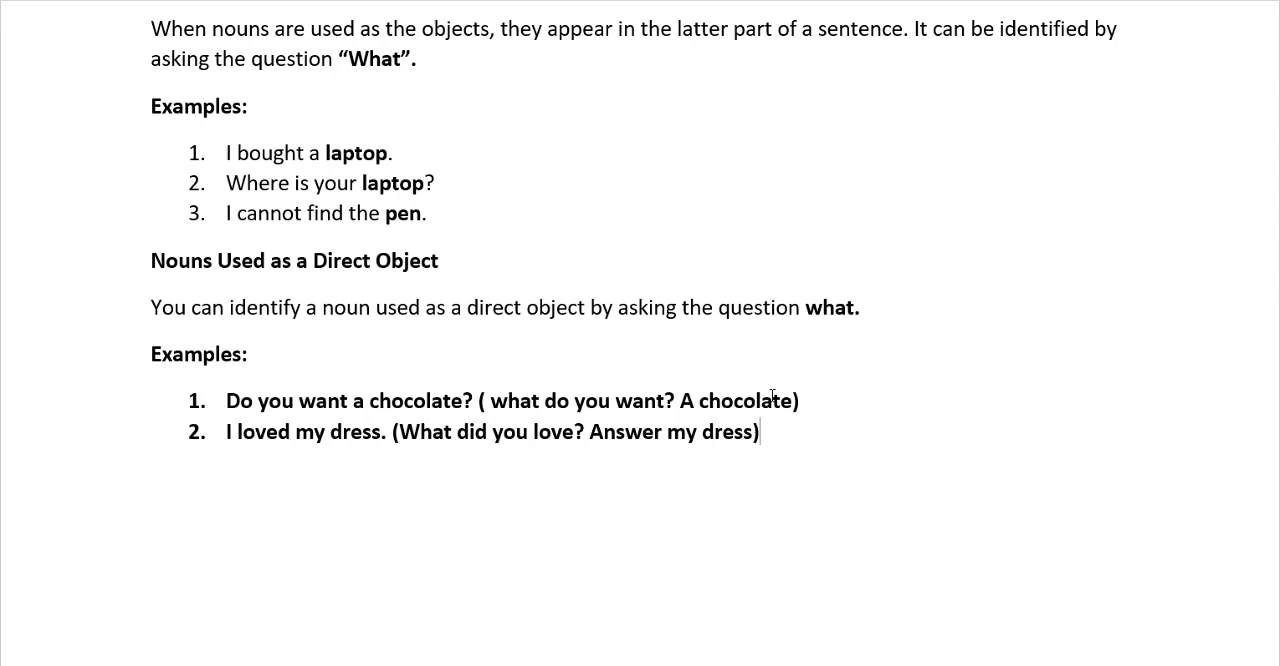 When nouns are used as the objects, they appear in the latter part of a sentence. It can be identified by
asking the question “What”.
Examples:
1. I bought a laptop.
2. Where is your laptop?
3. I cannot find the pen.
Nouns Used as a Direct Object
You can identify a noun used as a direct object by asking the question what.
Examples:
1. Do you want a chocolate? ( what do you want? A chocolate)
2. I loved my dress. (What did you love? Answer my dress)